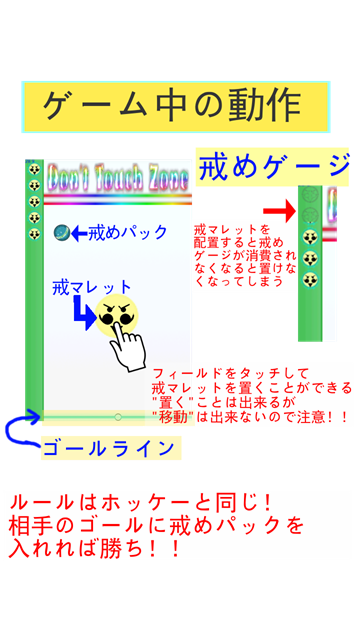 ゲーム中の動作
戒めゲージ
Don't Touch Zone
戒めパック
戒マレット
戒マレットを
配置すると戒め
ゲージが消費され
なくなると置けな
くなってしまう
フィールドをタッチして
戒マレットを置くことができる
"置く"ことは出来るが
"移動"は出来ないので注意!!
ゴールライン
ルールはホッケーと同じ!
相手のゴールに戒めパックを
入れれば勝ち!!